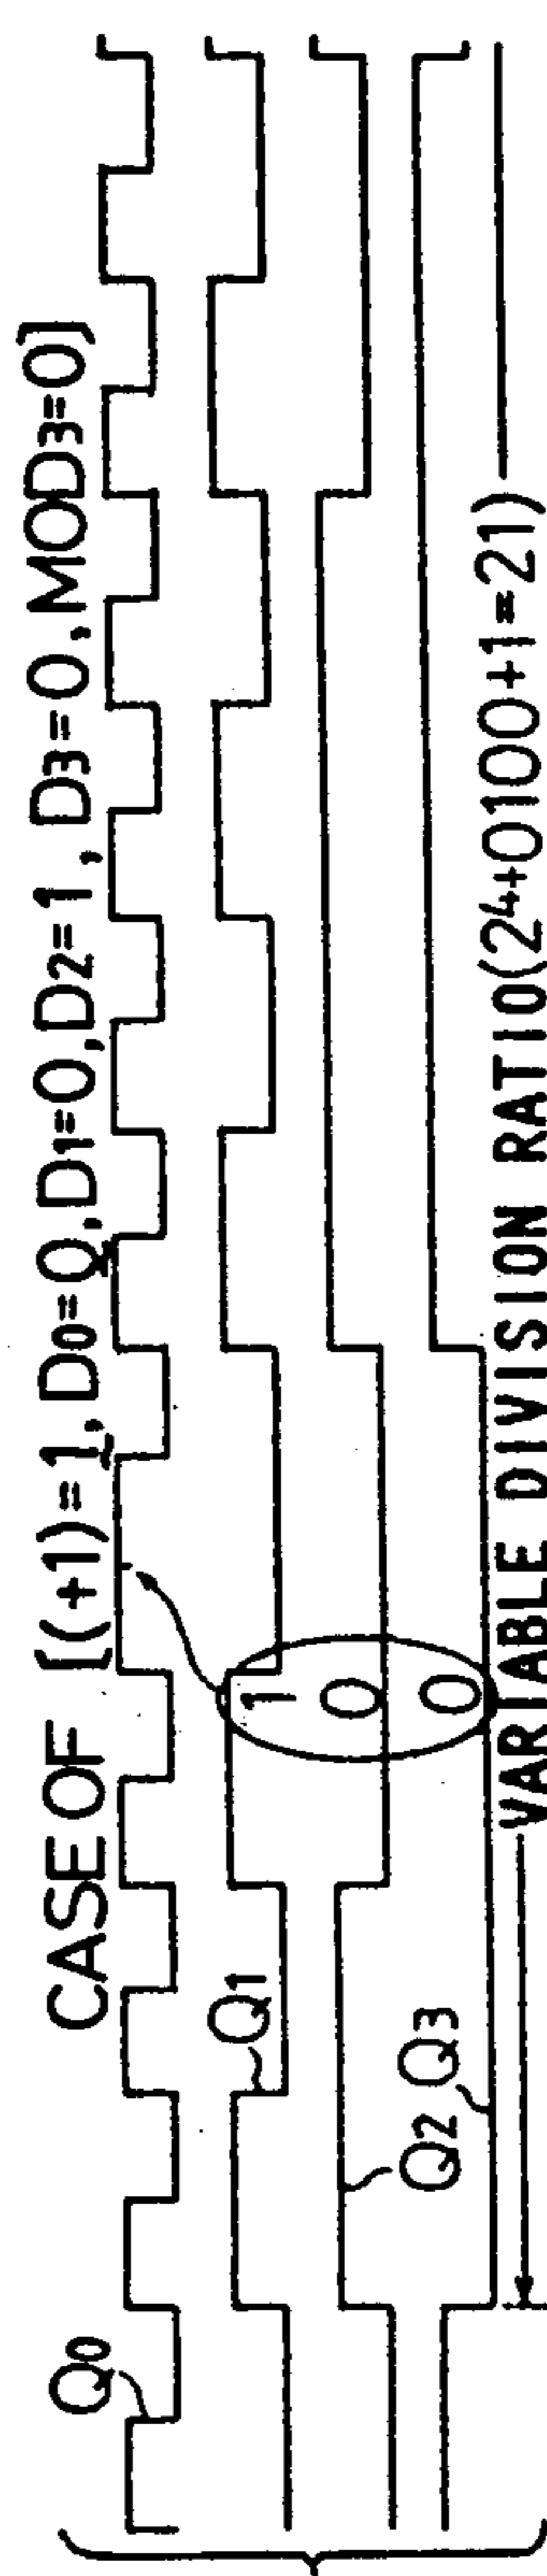 CASE OF [(+1)=1, D0=0, D1=0, D2=1, D3=0, MOD3=0]
Q0
Q1
1
0
0
Q2
Q3
VARIABLE DIVISION RATIO(2⁴+0100+1=21)